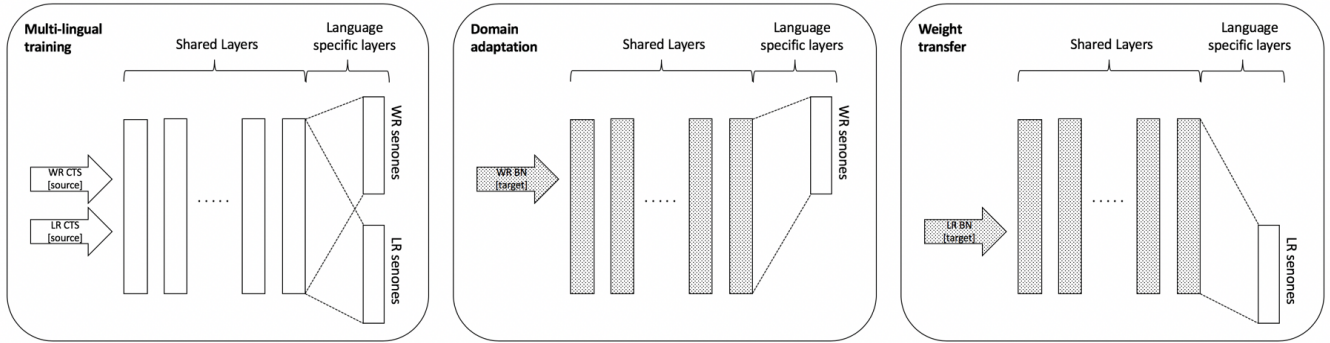 Multi-lingual
training
Shared Layers
Language
specific layers
WR CTS
[source]
LR CTS
[source]
.....
WR senones
LR senones
Domain
adaptation
Shared Layers
Language
specific layers
WR BN
[target]
.....
WR senones
Weight
transfer
Shared Layers
Language
specific layers
LR BN
[target]
.....
LR senones